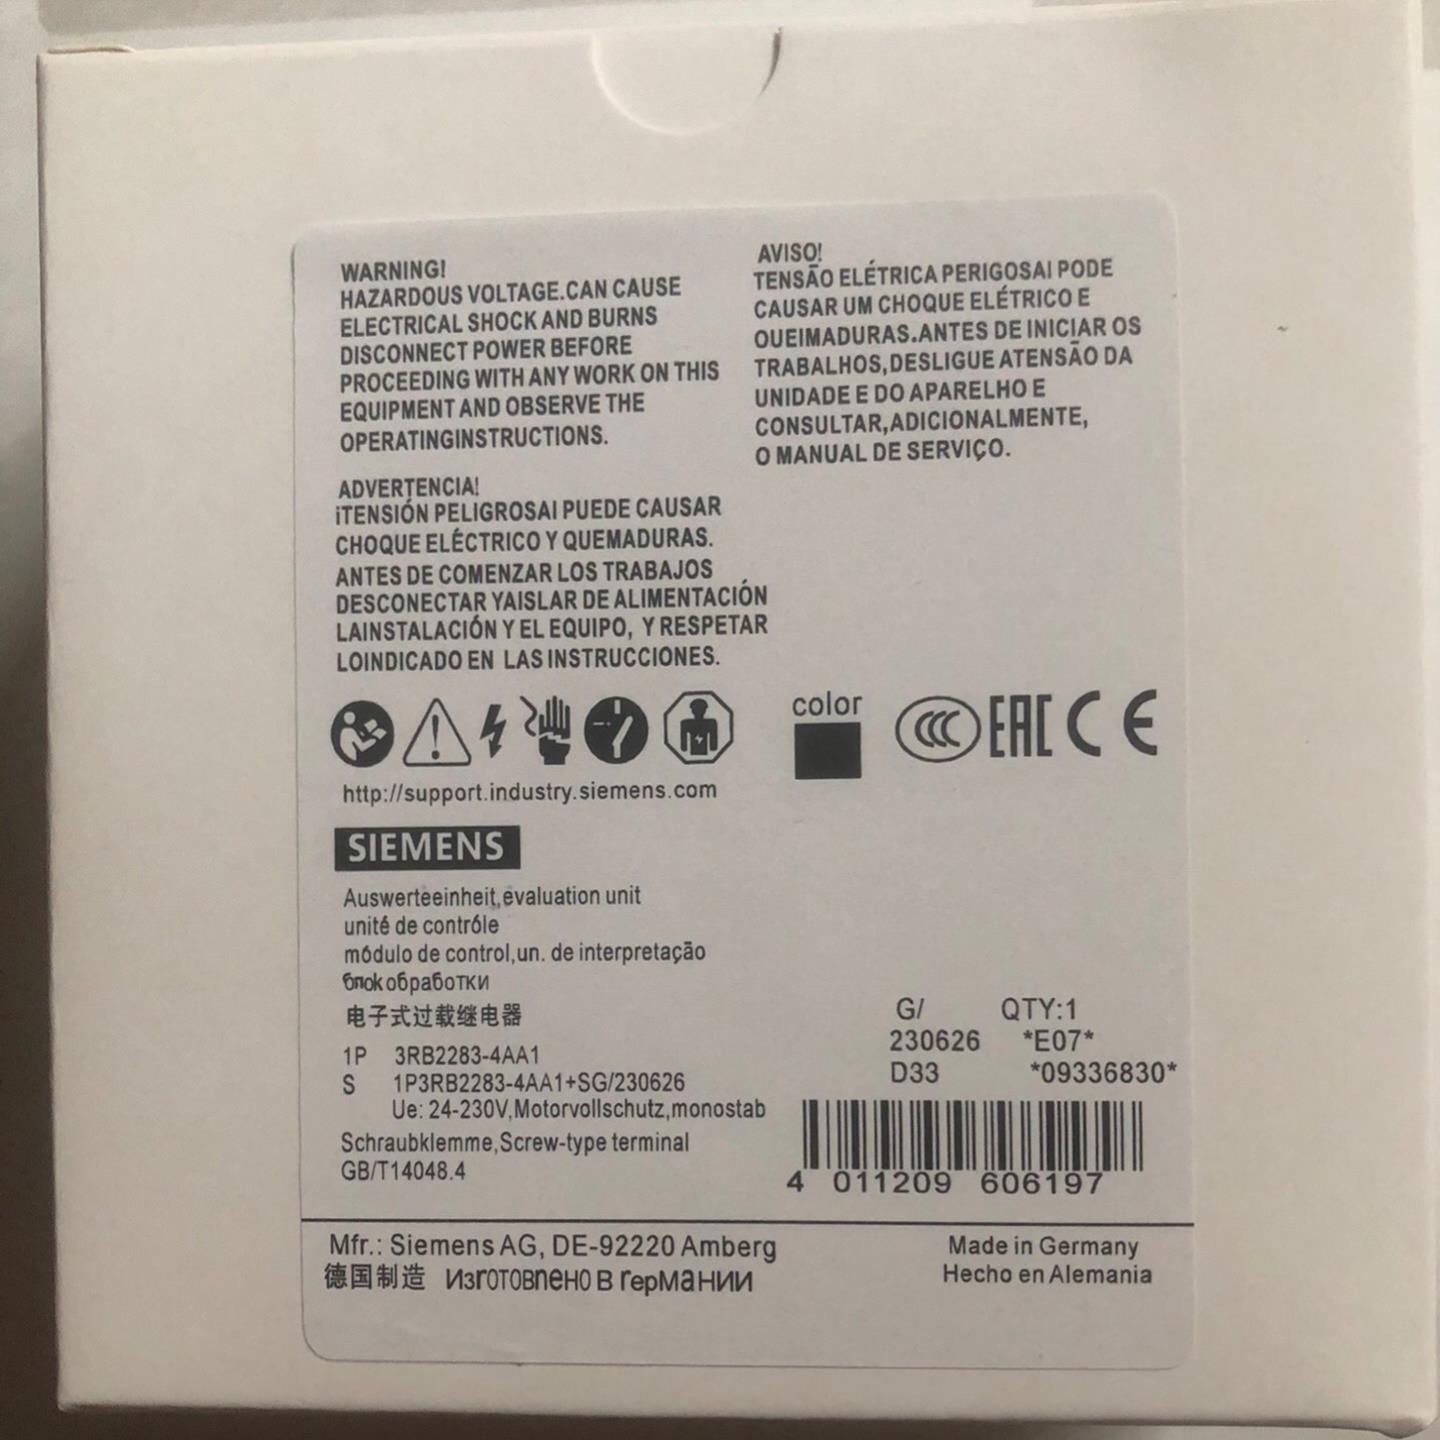 WARNING!
HAZARDOUS VOLTAGE.CAN CAUSE
ELECTRICAL SHOCK AND BURNS
DISCONNECT POWER BEFORE
PROCEEDING WITH ANY WORK ON THIS
EQUIPMENT AND OBSERVE THE
OPERATINGINSTRUCTIONS.
AVISO!
TENSÃO ELÉTRICA PERIGOSAI PODE
CAUSAR UM CHOQUE ELÉTRICO E
OUEIMADURAS.ANTES DE INICIAR OS
TRABALHOS,DESLIGUE ATENSÃO DA
UNIDADE E DO APARELHO E
CONSULTAR,ADICIONALMENTE,
O MANUAL DE SERVIÇO.
ADVERTENCIA!
iTENSIÓN PELIGROSAI PUEDE CAUSAR
CHOQUE ELÉCTRICO Y QUEMADURAS.
ANTES DE COMENZAR LOS TRABAJOS
DESCONECTAR YAISLAR DE ALIMENTACIÓN
LAINSTALACIÓN Y EL EQUIPO, Y RESPETAR
LOINDICADO EN LAS INSTRUCCIONES.
color
CCC EAC CE
http://support.industry.siemens.com
SIEMENS
Auswerteeinheit,evaluation unit
unité de contrôle
módulo de control,un. de interpretação
блok обработки
电子式过载继电器
G/ QTY:1
230626 *E07*
D33 *09336830*
1P 3RB2283-4AA1
S 1P3RB2283-4AA1+SG/230626
Ue: 24-230V,Motorvollschutz,monostab
Schraubklemme,Screw-type terminal
GB/T14048.4
4 011209 606197
Mfr.: Siemens AG, DE-92220 Amberg
德国制造 Изготовлено в германии
Made in Germany
Hecho en Alemania